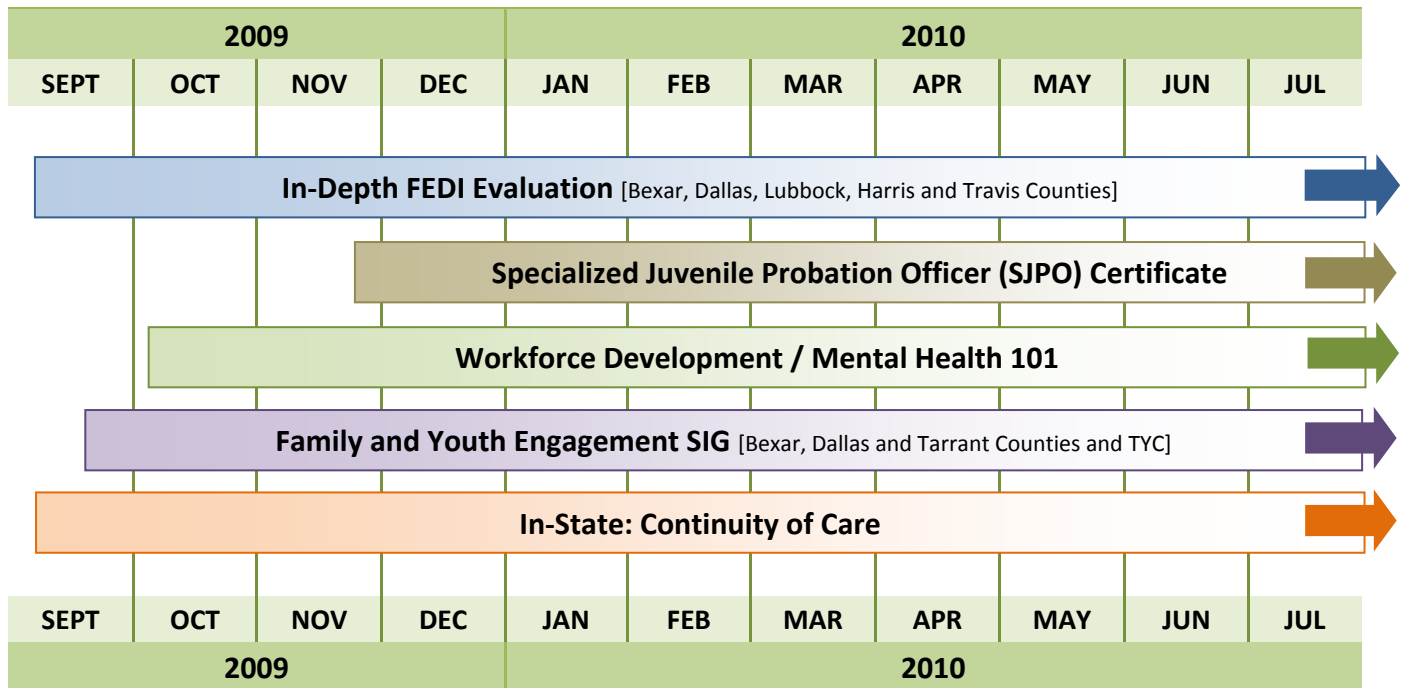 2009 2010
SEPT OCT NOV DEC JAN FEB MAR APR MAY JUN JUL
In-Depth FEDI Evaluation [Bexar, Dallas, Lubbock, Harris and Travis Counties]
Specialized Juvenile Probation Officer (SJPO) Certificate
Workforce Development / Mental Health 101
Family and Youth Engagement SIG [Bexar, Dallas and Tarrant Counties and TYC]
In-State: Continuity of Care
SEPT OCT NOV DEC JAN FEB MAR APR MAY JUN JUL
2009 2010